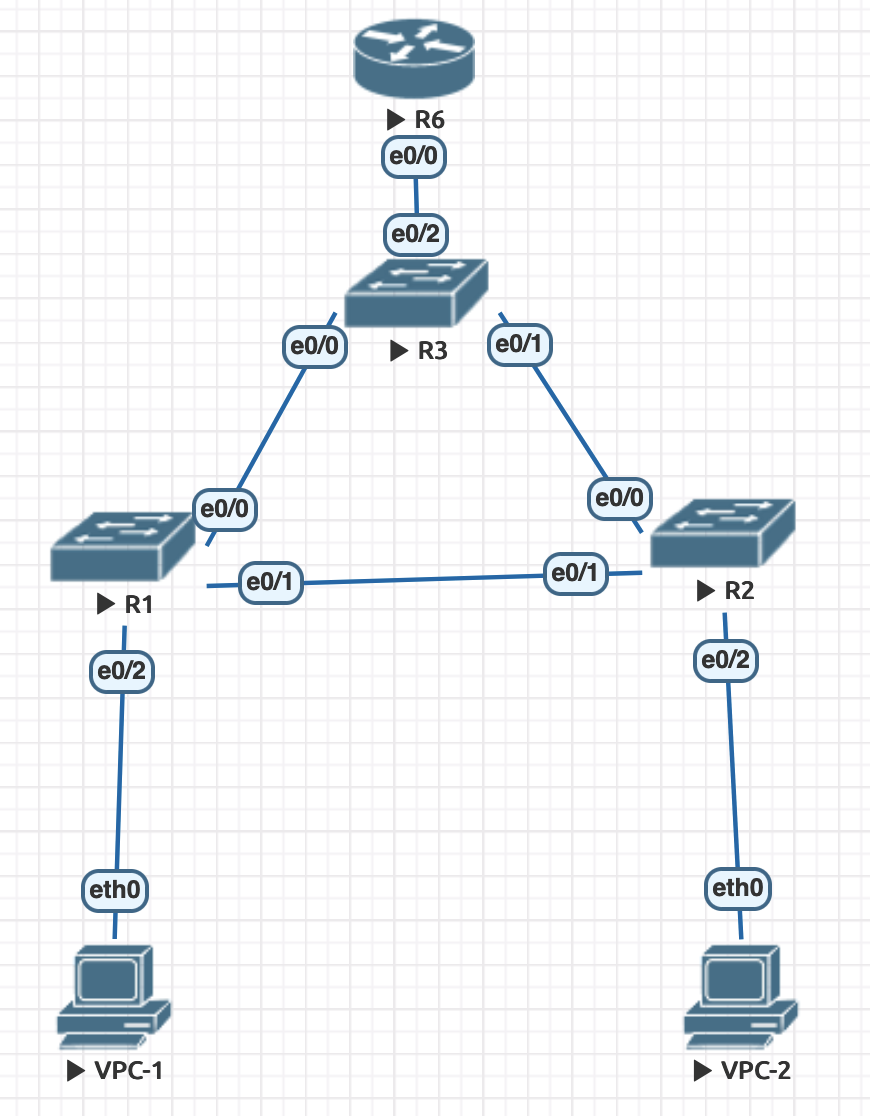 ▶ R6
e0/0
e0/2
▶ R3
e0/0
e0/1
e0/0
e0/0
▶ R1
e0/1
e0/1
▶ R2
e0/2
e0/2
eth0
eth0
▶ VPC-1
▶ VPC-2